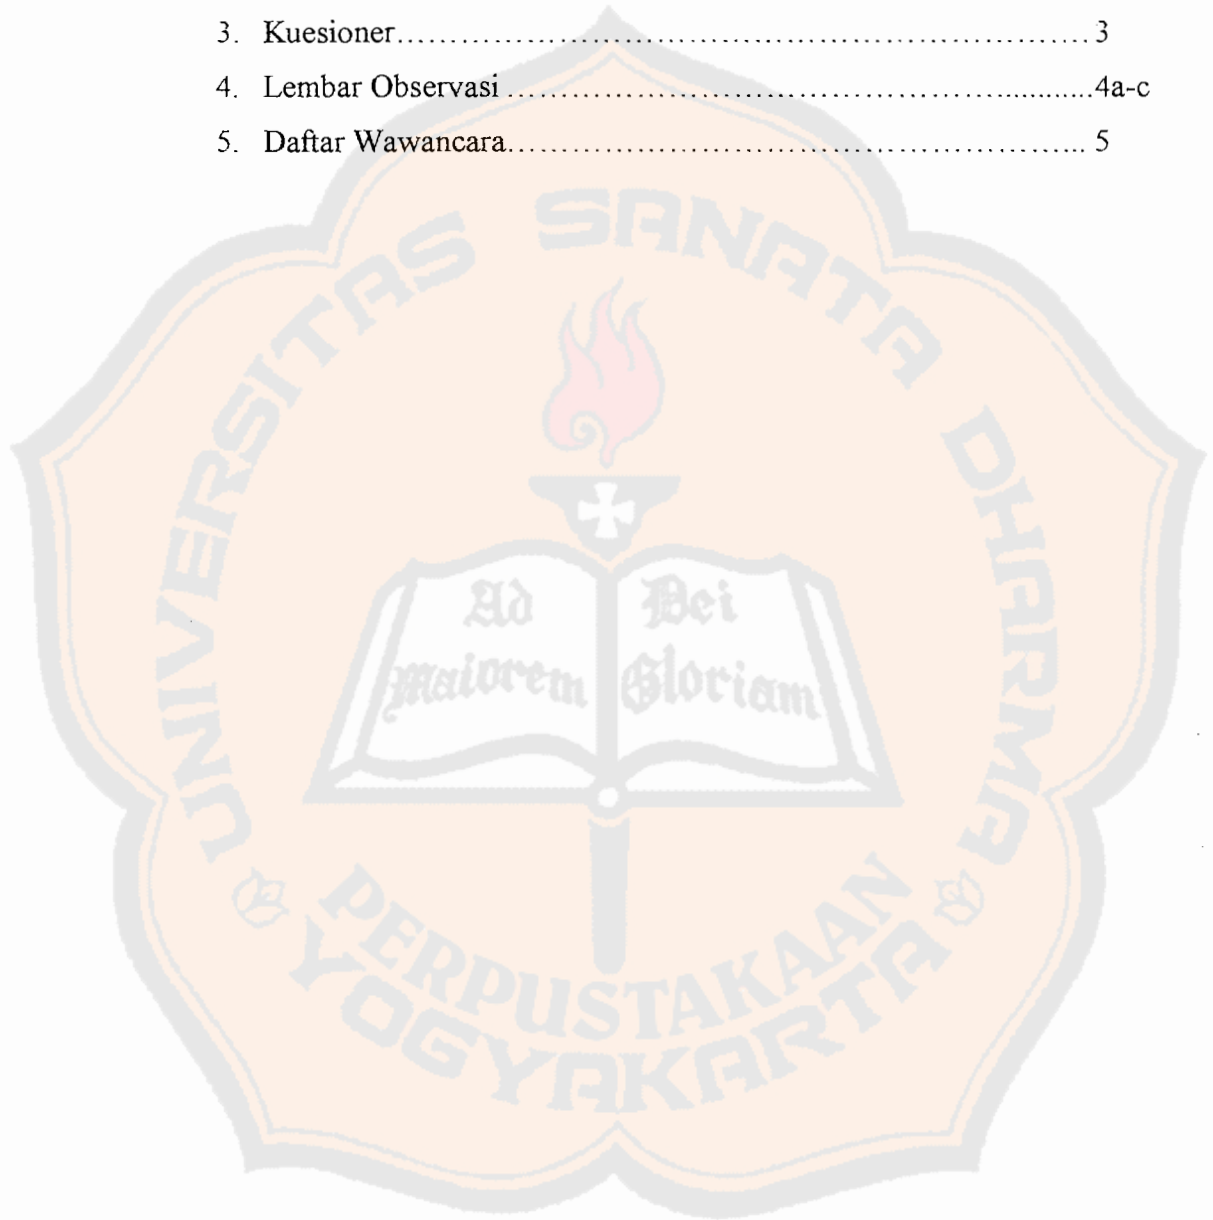 3. Kuesioner.................................................................3
4. Lembar Observasi.........................................................4a-c
5. Daftar Wawancara......................................................... 5
UNIVERSITAS SANATA DHARMA
Ad
Maiorem
Dei
Gloriam
PERPUSTAKAAN
YOGYAKARTA